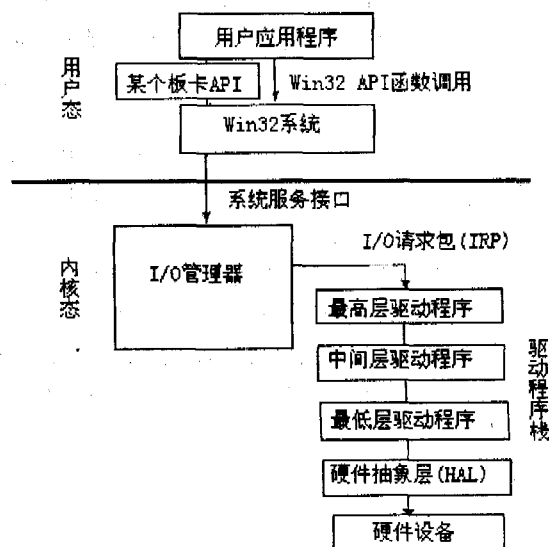 用户应用程序
用户态
某个板卡API
Win32 API函数调用
Win32系统
系统服务接口
I/O请求包(IRP)
内核态
I/O管理器
最高层驱动程序
中间层驱动程序
驱动程序栈
最低层驱动程序
硬件抽象层(HAL)
硬件设备